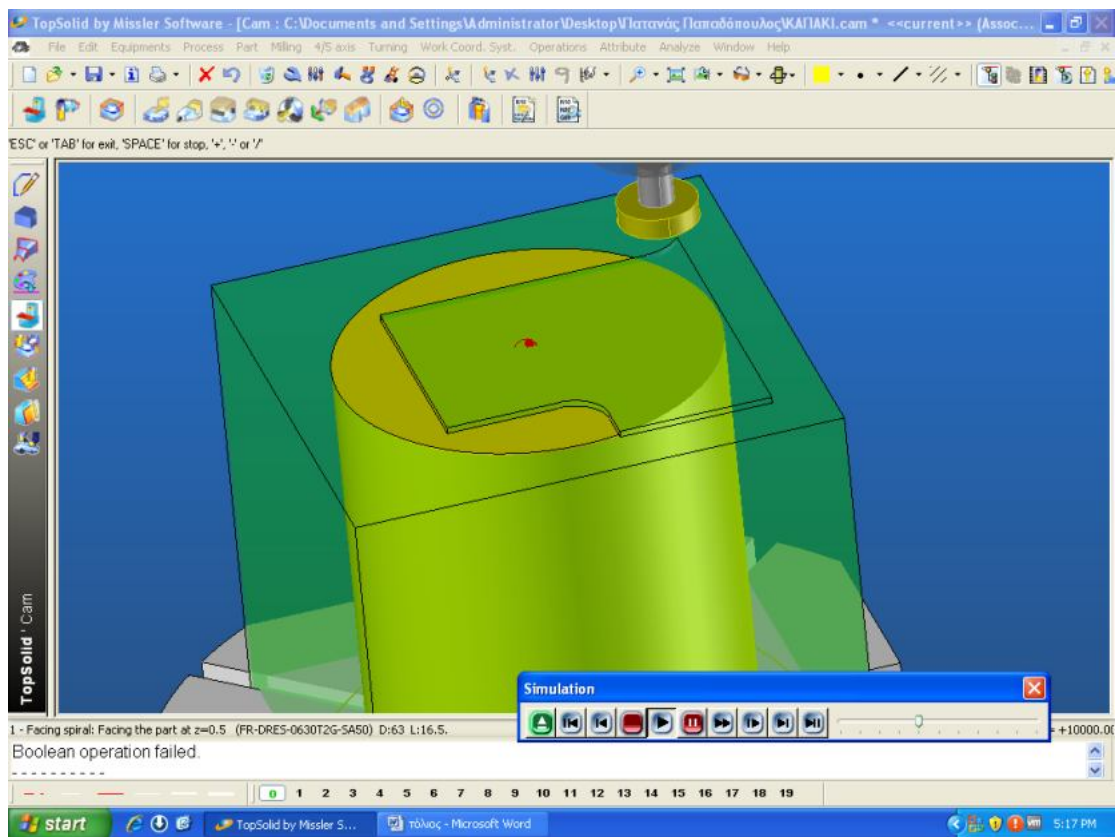 TopSolid by Missler Software - [Cam : C:\Documents and Settings\Administrator\Desktop\Πατανάς Παπαδόπουλος\ΚΑΠΑΚΙ.cam * <<current>> (Assoc...
File Edit Equipments Process Part Milling 4/5 axis Turning Work Coord. Syst. Operations Attribute Analyze Window Help
'ESC' or 'TAB' for exit, 'SPACE' for stop, '+', '-' or '/'
TopSolid'Cam
Simulation
1 - Facing spiral: Facing the part at z=0.5 (FR-DRES-0630T2G-SA50) D:63 L:16.5.
= +10000.00
Boolean operation failed.
----------
0 1 2 3 4 5 6 7 8 9 10 11 12 13 14 15 16 17 18 19
start
TopSolid by Missler S...
τόλιος - Microsoft Word
5:17 PM